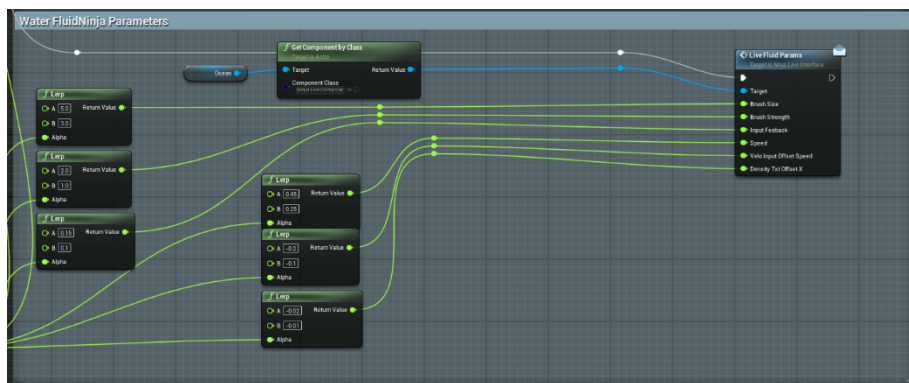 Water FluidNinja Parameters
Get Component by Class
Target is Actor
Ocean
Target
Return Value
Component Class
Live Fluid Params
Target is Ninja Live Interface
Target
Brush Size
Brush Strength
Input Feeback
Speed
Velo Input Offset Speed
Density Txt Offset X
Lerp
A 5.0 Return Value
B 3.0
Alpha
Lerp
A 2.0 Return Value
B 1.0
Alpha
Lerp
A 0.15 Return Value
B 0.1
Alpha
Lerp
A 0.45 Return Value
B 0.25
Alpha
Lerp
A -0.2 Return Value
B -0.1
Alpha
Lerp
A -0.02 Return Value
B -0.01
Alpha